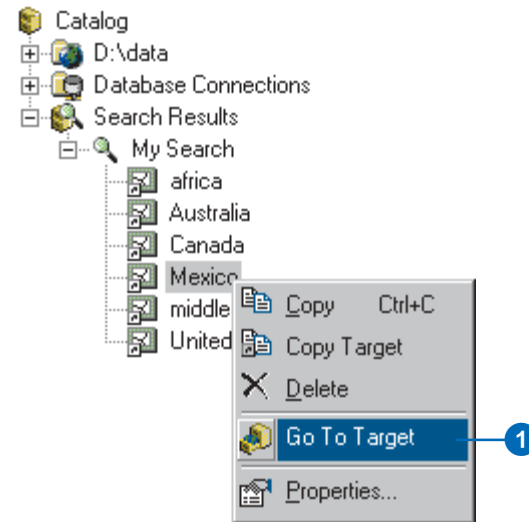 Catalog
D:\data
Database Connections
Search Results
My Search
africa
Australia
Canada
Mexico
middle
United
Copy Ctrl+C
Copy Target
Delete
Go To Target
1
Properties...